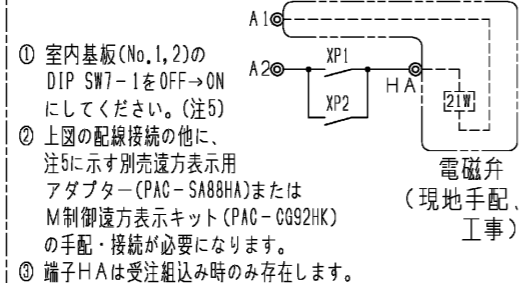 A1
A2
XP1
HA
XP2
21W
電磁弁
(現地手配、
工事)
① 室内基板(No.1,2)の
DIP SW7-1をOFF→ON
にしてください。(注5)
② 上図の配線接続の他に、
注5に示す別売遠方表示用
アダプター(PAC-SA88HA)または
M制御遠方表示キット(PAC-CG92HK)
の手配・接続が必要になります。
③ 端子HAは受注組込み時のみ存在します。